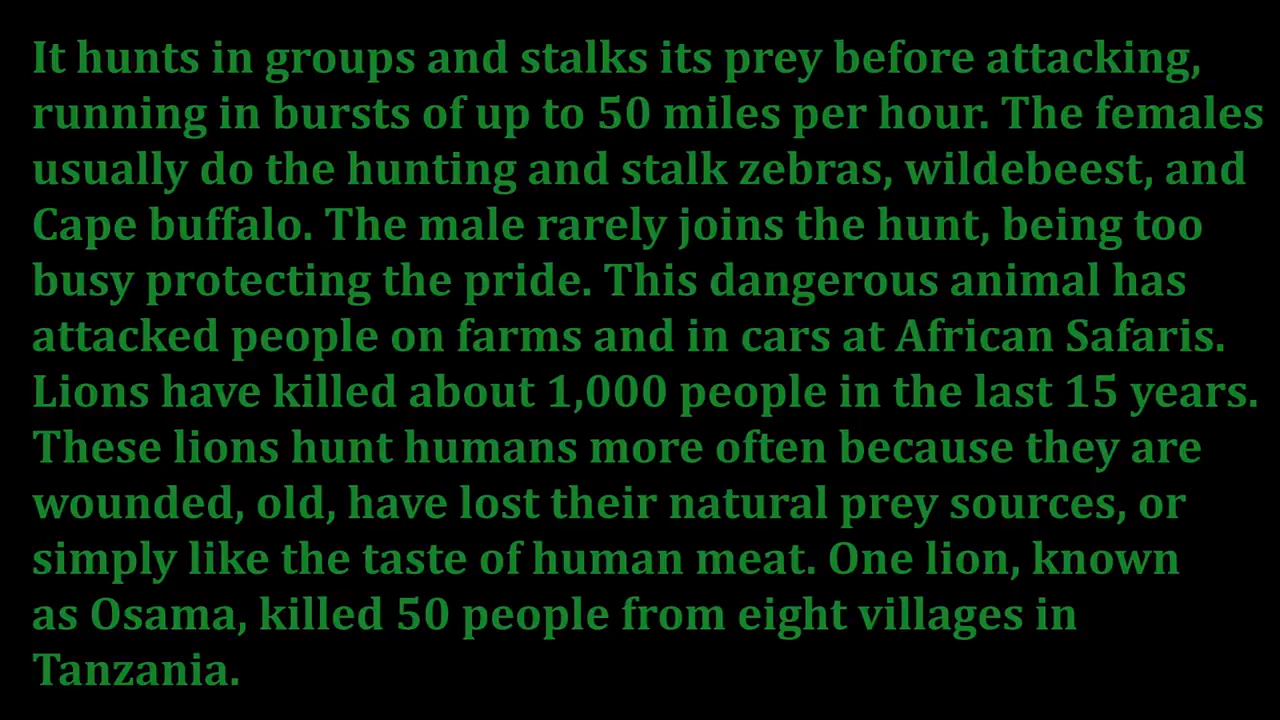 It hunts in groups and stalks its prey before attacking,
running in bursts of up to 50 miles per hour. The females
usually do the hunting and stalk zebras, wildebeest, and
Cape buffalo. The male rarely joins the hunt, being too
busy protecting the pride. This dangerous animal has
attacked people on farms and in cars at African Safaris.
Lions have killed about 1,000 people in the last 15 years.
These lions hunt humans more often because they are
wounded, old, have lost their natural prey sources, or
simply like the taste of human meat. One lion, known
as Osama, killed 50 people from eight villages in
Tanzania.